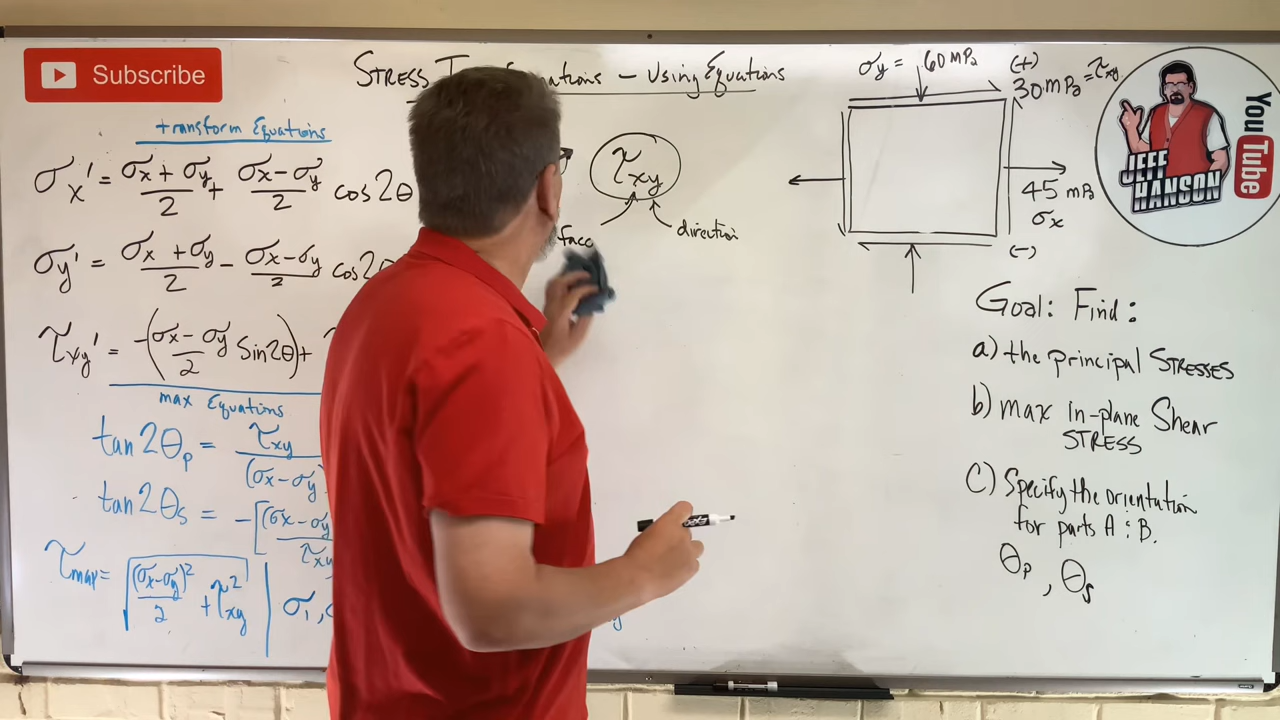 Subscribe
STRESS T ations – Using Equations
transform Equations
σx' = σx + σy / 2 + σx – σy / 2 cos 2θ
σy' = σx + σy / 2 – σx – σy / 2 cos 2θ
τxy' = –(σx – σy / 2 Sin 2θ) +
max Equations
tan 2θp = τxy / (σx – σy
tan 2θs = –[(σx – σy / τxy
τmax = √(σx – σy)² / 2 + τ²xy
σ1,
τxy
face
direction
σy = 60 MPa
(+)
30 MPa = τxy
45 MPa
σx
(–)
Goal: Find:
a) the principal STRESSES
b) max in-plane Shear
STRESS
C) Specify the orientation
for parts A : B.
θp , θs
JEFF
HANSON
YouTube